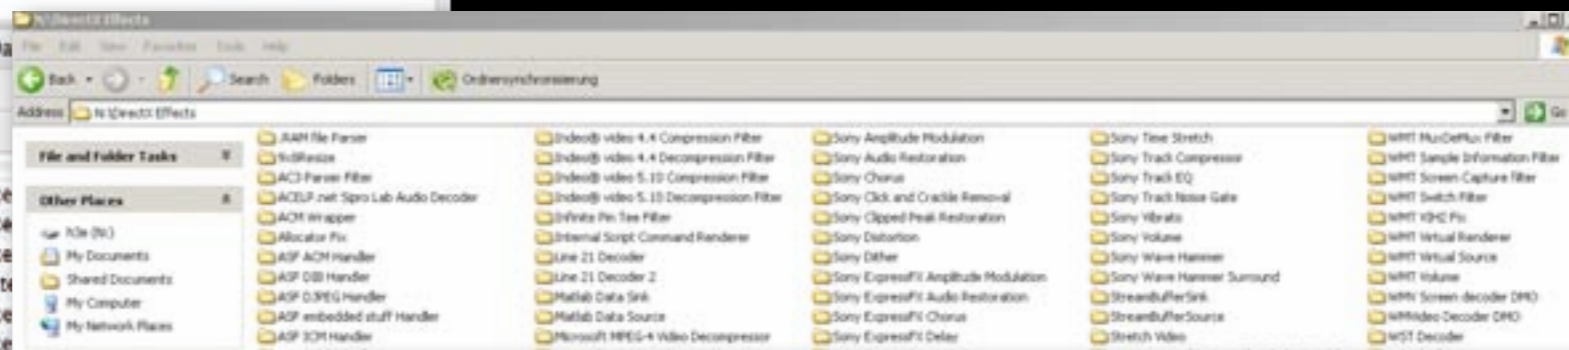 N:\DirectX Effects
File Edit View Favorites Tools Help
Back Search Folders Ordnersynchronisierung
Address N:\DirectX Effects Go
File and Folder Tasks
Other Places
My Documents
Shared Documents
My Computer
My Network Places
.RAM file Parser
AC3 Parser Filter
ACELP.net Sipro Lab Audio Decoder
ACM Wrapper
Allocator Fix
ASF ACM Handler
ASF DIB Handler
ASF DJPEG Handler
ASF embedded stuff Handler
ASF ICM Handler
Indeo® video 4.4 Compression Filter
Indeo® video 4.4 Decompression Filter
Indeo® video 5.10 Compression Filter
Indeo® video 5.10 Decompression Filter
Infinite Pin Tee Filter
Internal Script Command Renderer
Line 21 Decoder
Line 21 Decoder 2
Matlab Data Sink
Matlab Data Source
Microsoft MPEG-4 Video Decompressor
Sony Amplitude Modulation
Sony Audio Restoration
Sony Chorus
Sony Click and Crackle Removal
Sony Clipped Peak Restoration
Sony Distortion
Sony Dither
Sony ExpressFX Amplitude Modulation
Sony ExpressFX Audio Restoration
Sony ExpressFX Chorus
Sony ExpressFX Delay
Sony Time Stretch
Sony Track Compressor
Sony Track EQ
Sony Track Noise Gate
Sony Vibrato
Sony Volume
Sony Wave Hammer
Sony Wave Hammer Surround
StreamBufferSink
StreamBufferSource
Stretch Video
WMT MuxDeMux Filter
WMT Sample Information Filter
WMT Screen Capture filter
WMT Switch Filter
WMT VIH2 Fix
WMT Virtual Renderer
WMT Virtual Source
WMT Volume
WMV Screen decoder DMO
WMVideo Decoder DMO
WST Decoder